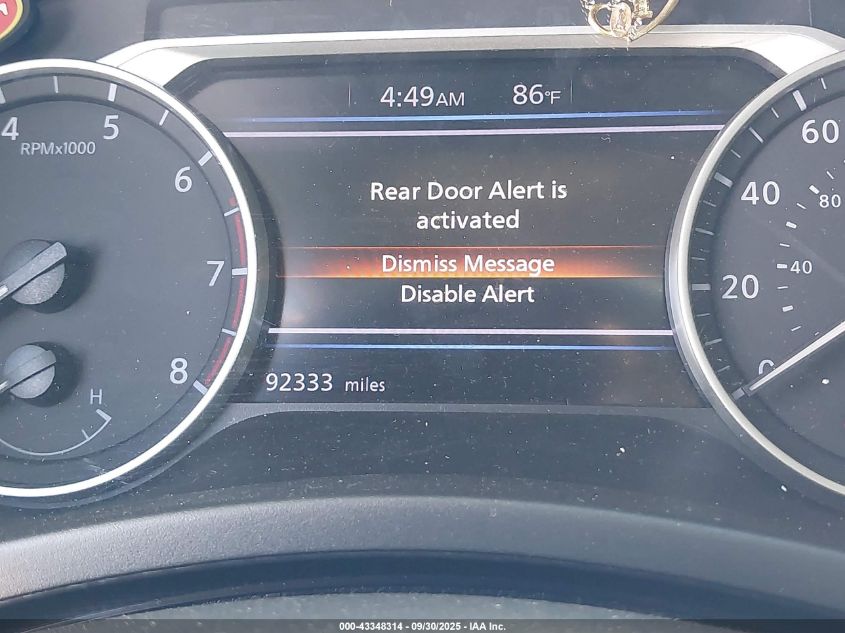 4:49AM 86°F
4
5
RPMx1000
6
7
8
H
Rear Door Alert is
activated
Dismiss Message
Disable Alert
92333 miles
60
80
40
40
20
0
000-43348314 - 09/30/2025 - IAA Inc.